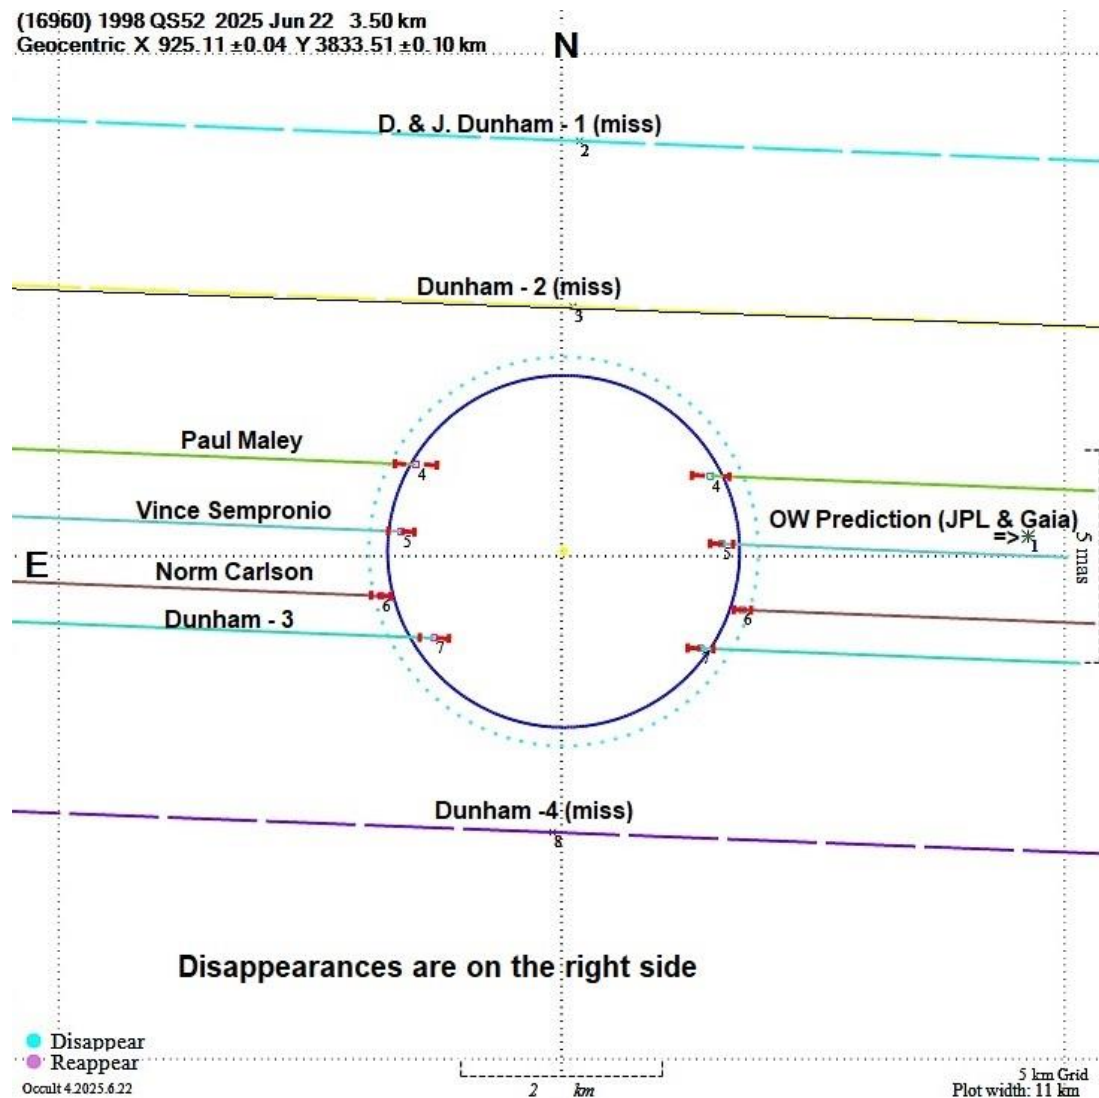 (16960) 1998 QS52 2025 Jun 22 3.50 km
Geocentric X 925.11 ±0.04 Y 3833.51 ±0.10 km
N
D. & J. Dunham - 1 (miss)
2
Dunham - 2 (miss)
3
Paul Maley
4
4
Vince Sempronio
5
5
OW Prediction (JPL & Gaia)
=>* 1
5 mas
E
Norm Carlson
6
6
Dunham - 3
7
7
Dunham -4 (miss)
8
Disappearances are on the right side
Disappear
Reappear
Occult 4.2025.6.22
2 km
5 km Grid
Plot width: 11 km